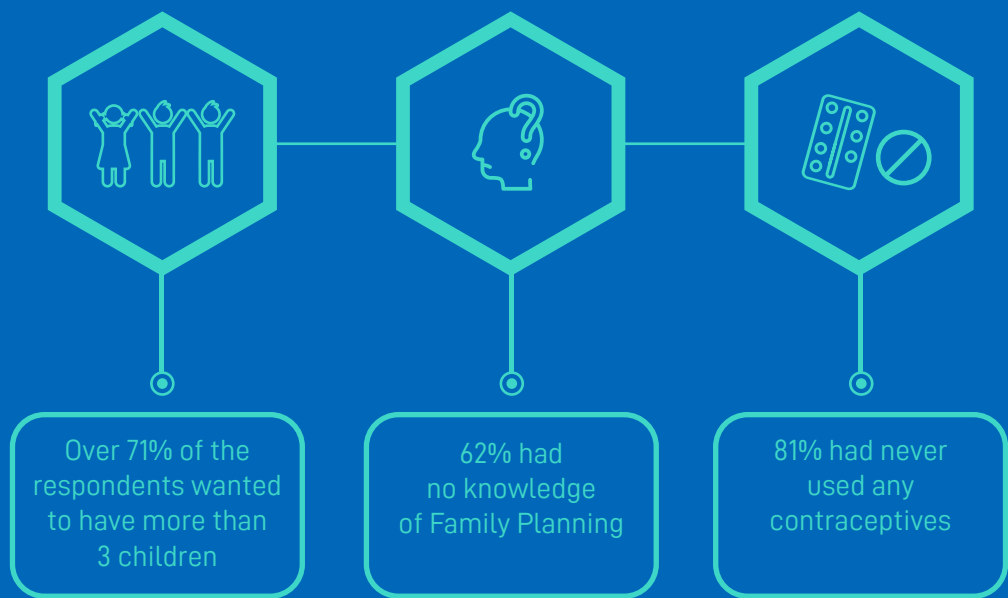 Over 71% of the
respondents wanted
to have more than
3 children
62% had
no knowledge
of Family Planning
81% had never
used any
contraceptives